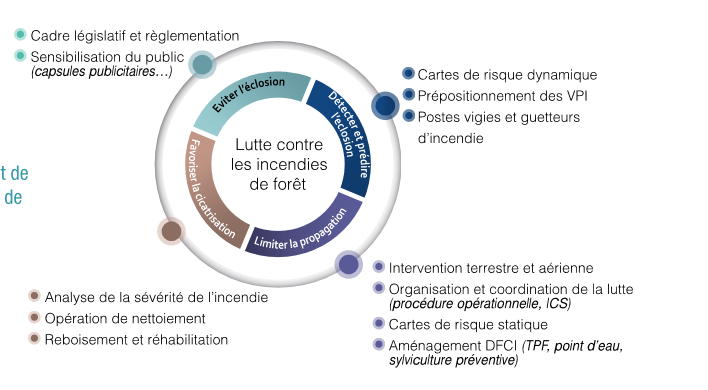 Cadre législatif et règlementation
Sensibilisation du public
(capsules publicitaires…)
Cartes de risque dynamique
Prépositionnement des VPI
Postes vigies et guetteurs
d’incendie
Eviter l’éclosion
Détecter et prédire
l’eclosion
Lutte contre
les incendies
de forêt
Favoriser la cicatrisation
Limiter la propagation
t de
de
Intervention terrestre et aérienne
Organisation et coordination de la lutte
(procédure opérationnelle, ICS)
Cartes de risque statique
Aménagement DFCI (TPF, point d’eau,
sylviculture préventive)
Analyse de la sévérité de l’incendie
Opération de nettoiement
Reboisement et réhabilitation